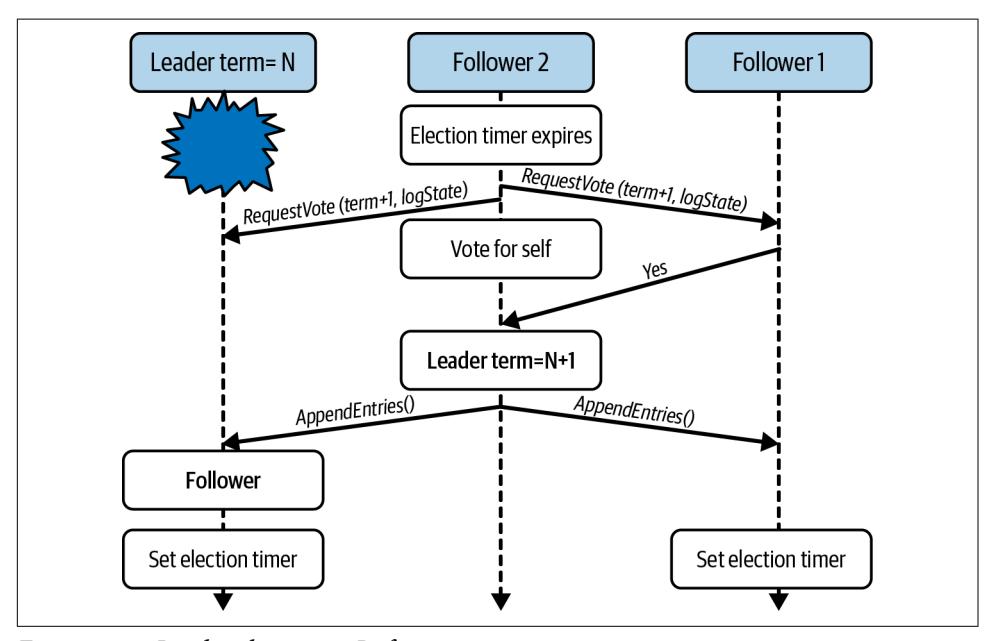 Leader term= N
Follower 2
Follower 1
Election timer expires
RequestVote (term+1, logState)
RequestVote (term+1, logState)
Vote for self
Yes
Leader term=N+1
AppendEntries()
AppendEntries()
Follower
Set election timer
Set election timer